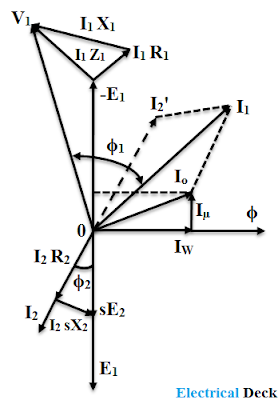 V1
I1 X1
I1 Z1
I1 R1
-E1
I2'
I1
ϕ1
Io
Iμ
0
IW
ϕ
I2 R2
ϕ2
I2
I2 sX2
sE2
E1
Electrical Deck